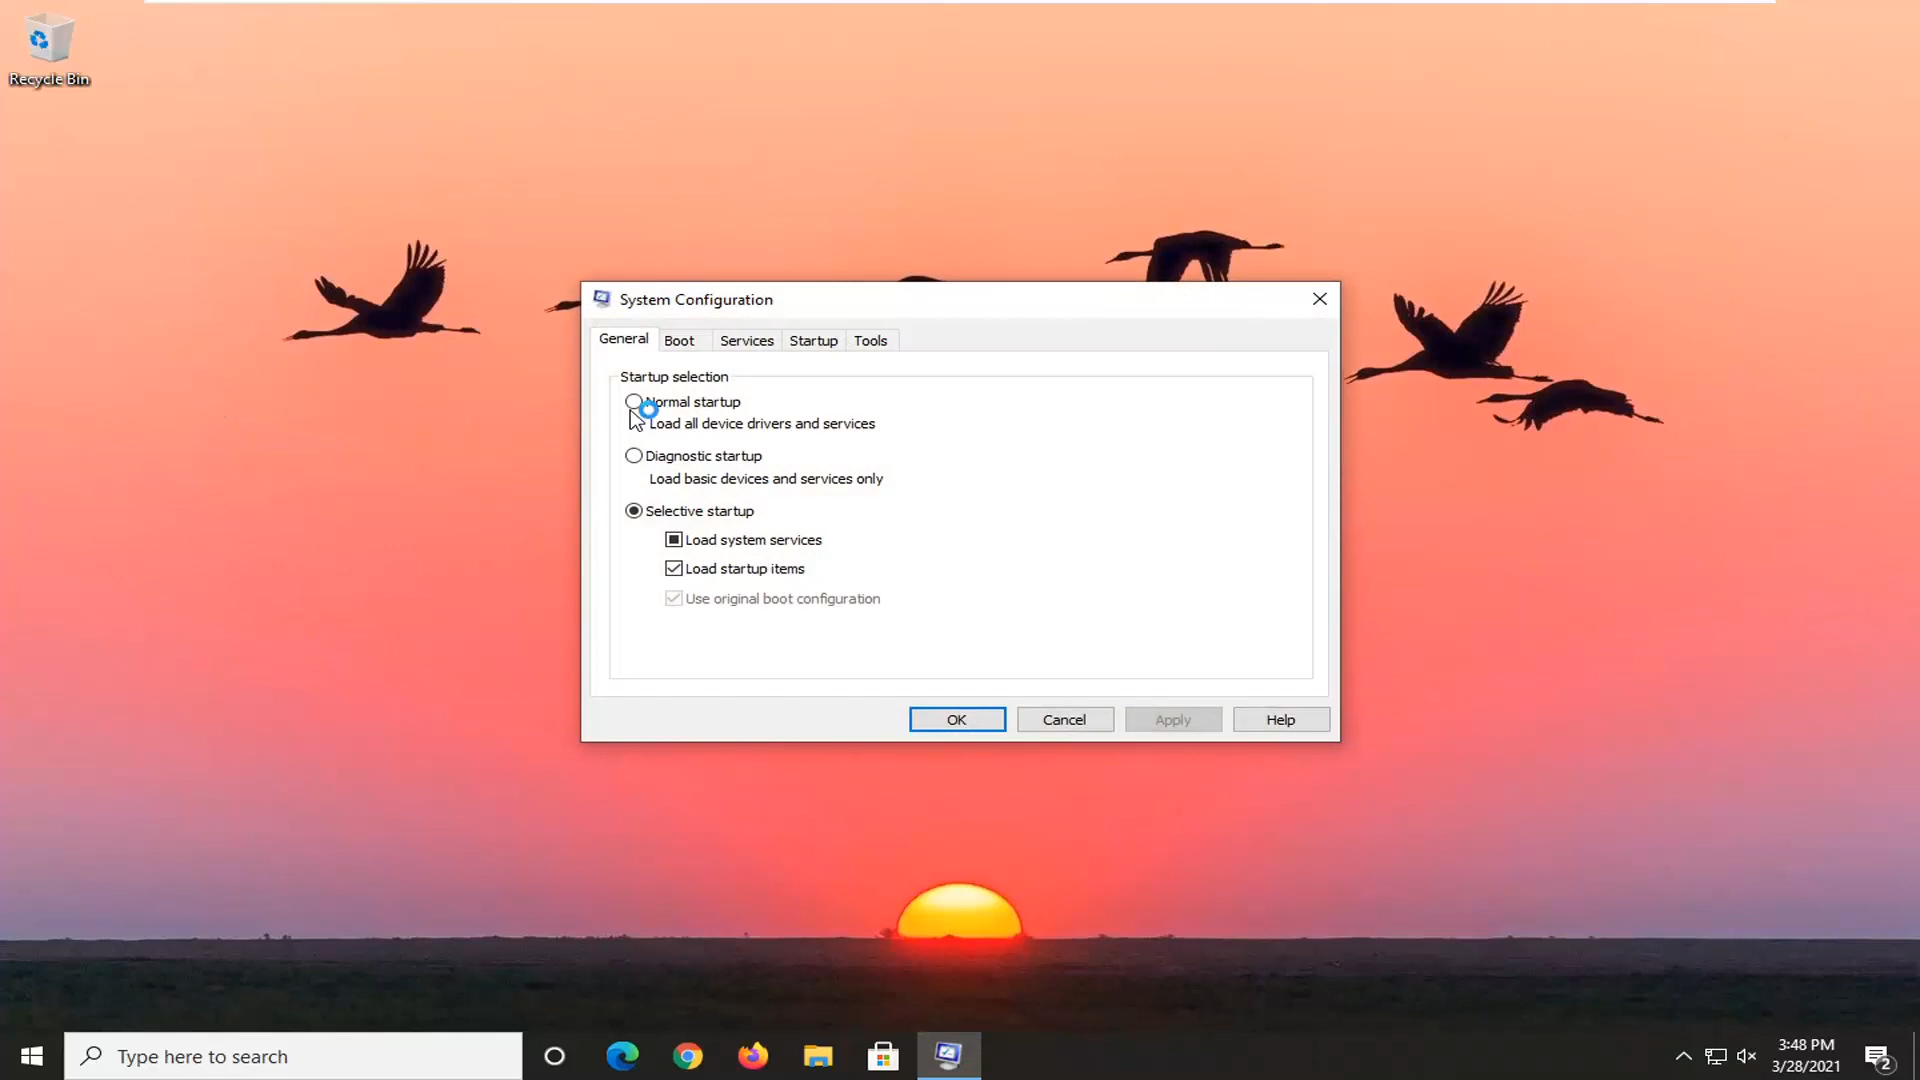 Recycle Bin
System Configuration
General Boot Services Startup Tools
Startup selection
Normal startup
Load all device drivers and services
Diagnostic startup
Load basic devices and services only
Selective startup
Load system services
Load startup items
Use original boot configuration
OK Cancel Apply Help
Type here to search
3:48 PM
3/28/2021
2